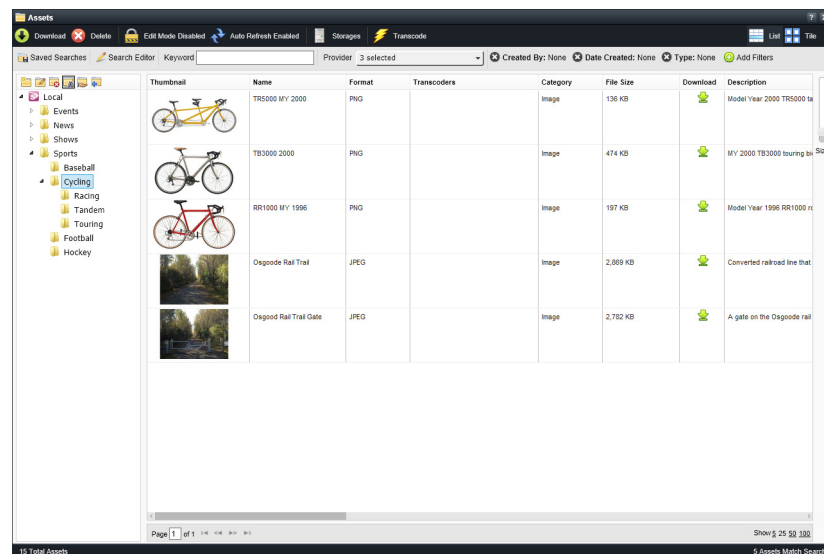 Assets ?
Download Delete Edit Mode Disabled Auto Refresh Enabled Storages Transcode List Tile
Saved Searches Search Editor Keyword Provider 3 selected Created By: None Date Created: None Type: None Add Filters
Local
Events
News
Shows
Sports
Baseball
Cycling
Racing
Tandem
Touring
Football
Hockey
Thumbnail Name Format Transcoders Category File Size Download Description
TR5000 MY 2000 PNG Image 136 KB Model Year 2000 TR5000 ta
TB3000 2000 PNG Image 474 KB MY 2000 TB3000 touring bi
RR1000 MY 1996 PNG Image 197 KB Model Year 1996 RR1000 r
Osgoode Rail Trail JPEG Image 2,869 KB Converted railroad line that
Osgood Rail Trail Gate JPEG Image 2,782 KB A gate on the Osgoode rail
Page 1 of 1 Show 5 25 50 100
15 Total Assets 5 Assets Match Search